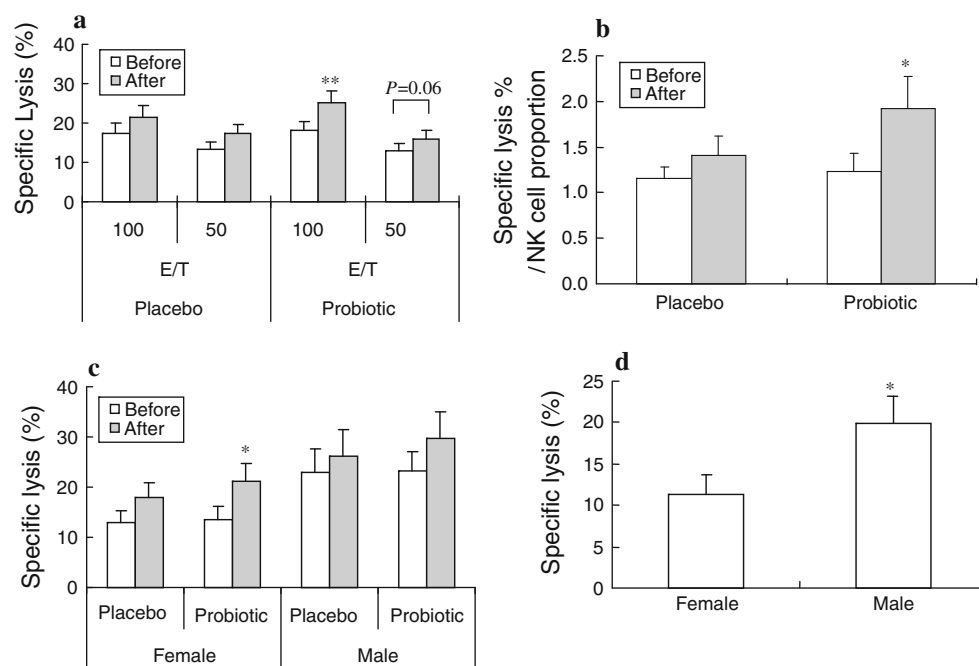 a
Specific Lysis (%)
40
30
20
10
0
Before
After
**
P=0.06
100
50
100
50
E/T
E/T
Placebo
Probiotic
b
Specific lysis %
/ NK cell proportion
2.5
2.0
1.5
1.0
0.5
0.0
Before
After
*
Placebo
Probiotic
c
Specific lysis (%)
40
30
20
10
0
Before
After
*
Placebo
Probiotic
Placebo
Probiotic
Female
Male
d
Specific lysis (%)
25
20
15
10
5
0
*
Female
Male